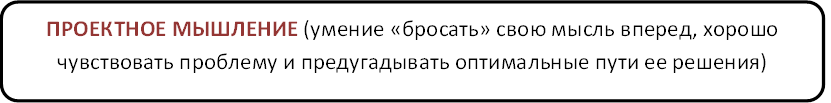 ПРОЕКТНОЕ МЫШЛЕНИЕ (умение «бросать» свою мысль вперед, хорошо
чувствовать проблему и предугадывать оптимальные пути ее решения)